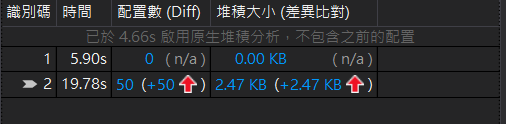 識別碼 時間 配置數 (Diff) 堆積大小 (差異比對)
已於 4.66s 啟用原生堆積分析，不包含之前的配置
1 5.90s 0 (n/a) 0.00 KB (n/a)
2 19.78s 50 (+50) 2.47 KB (+2.47 KB)